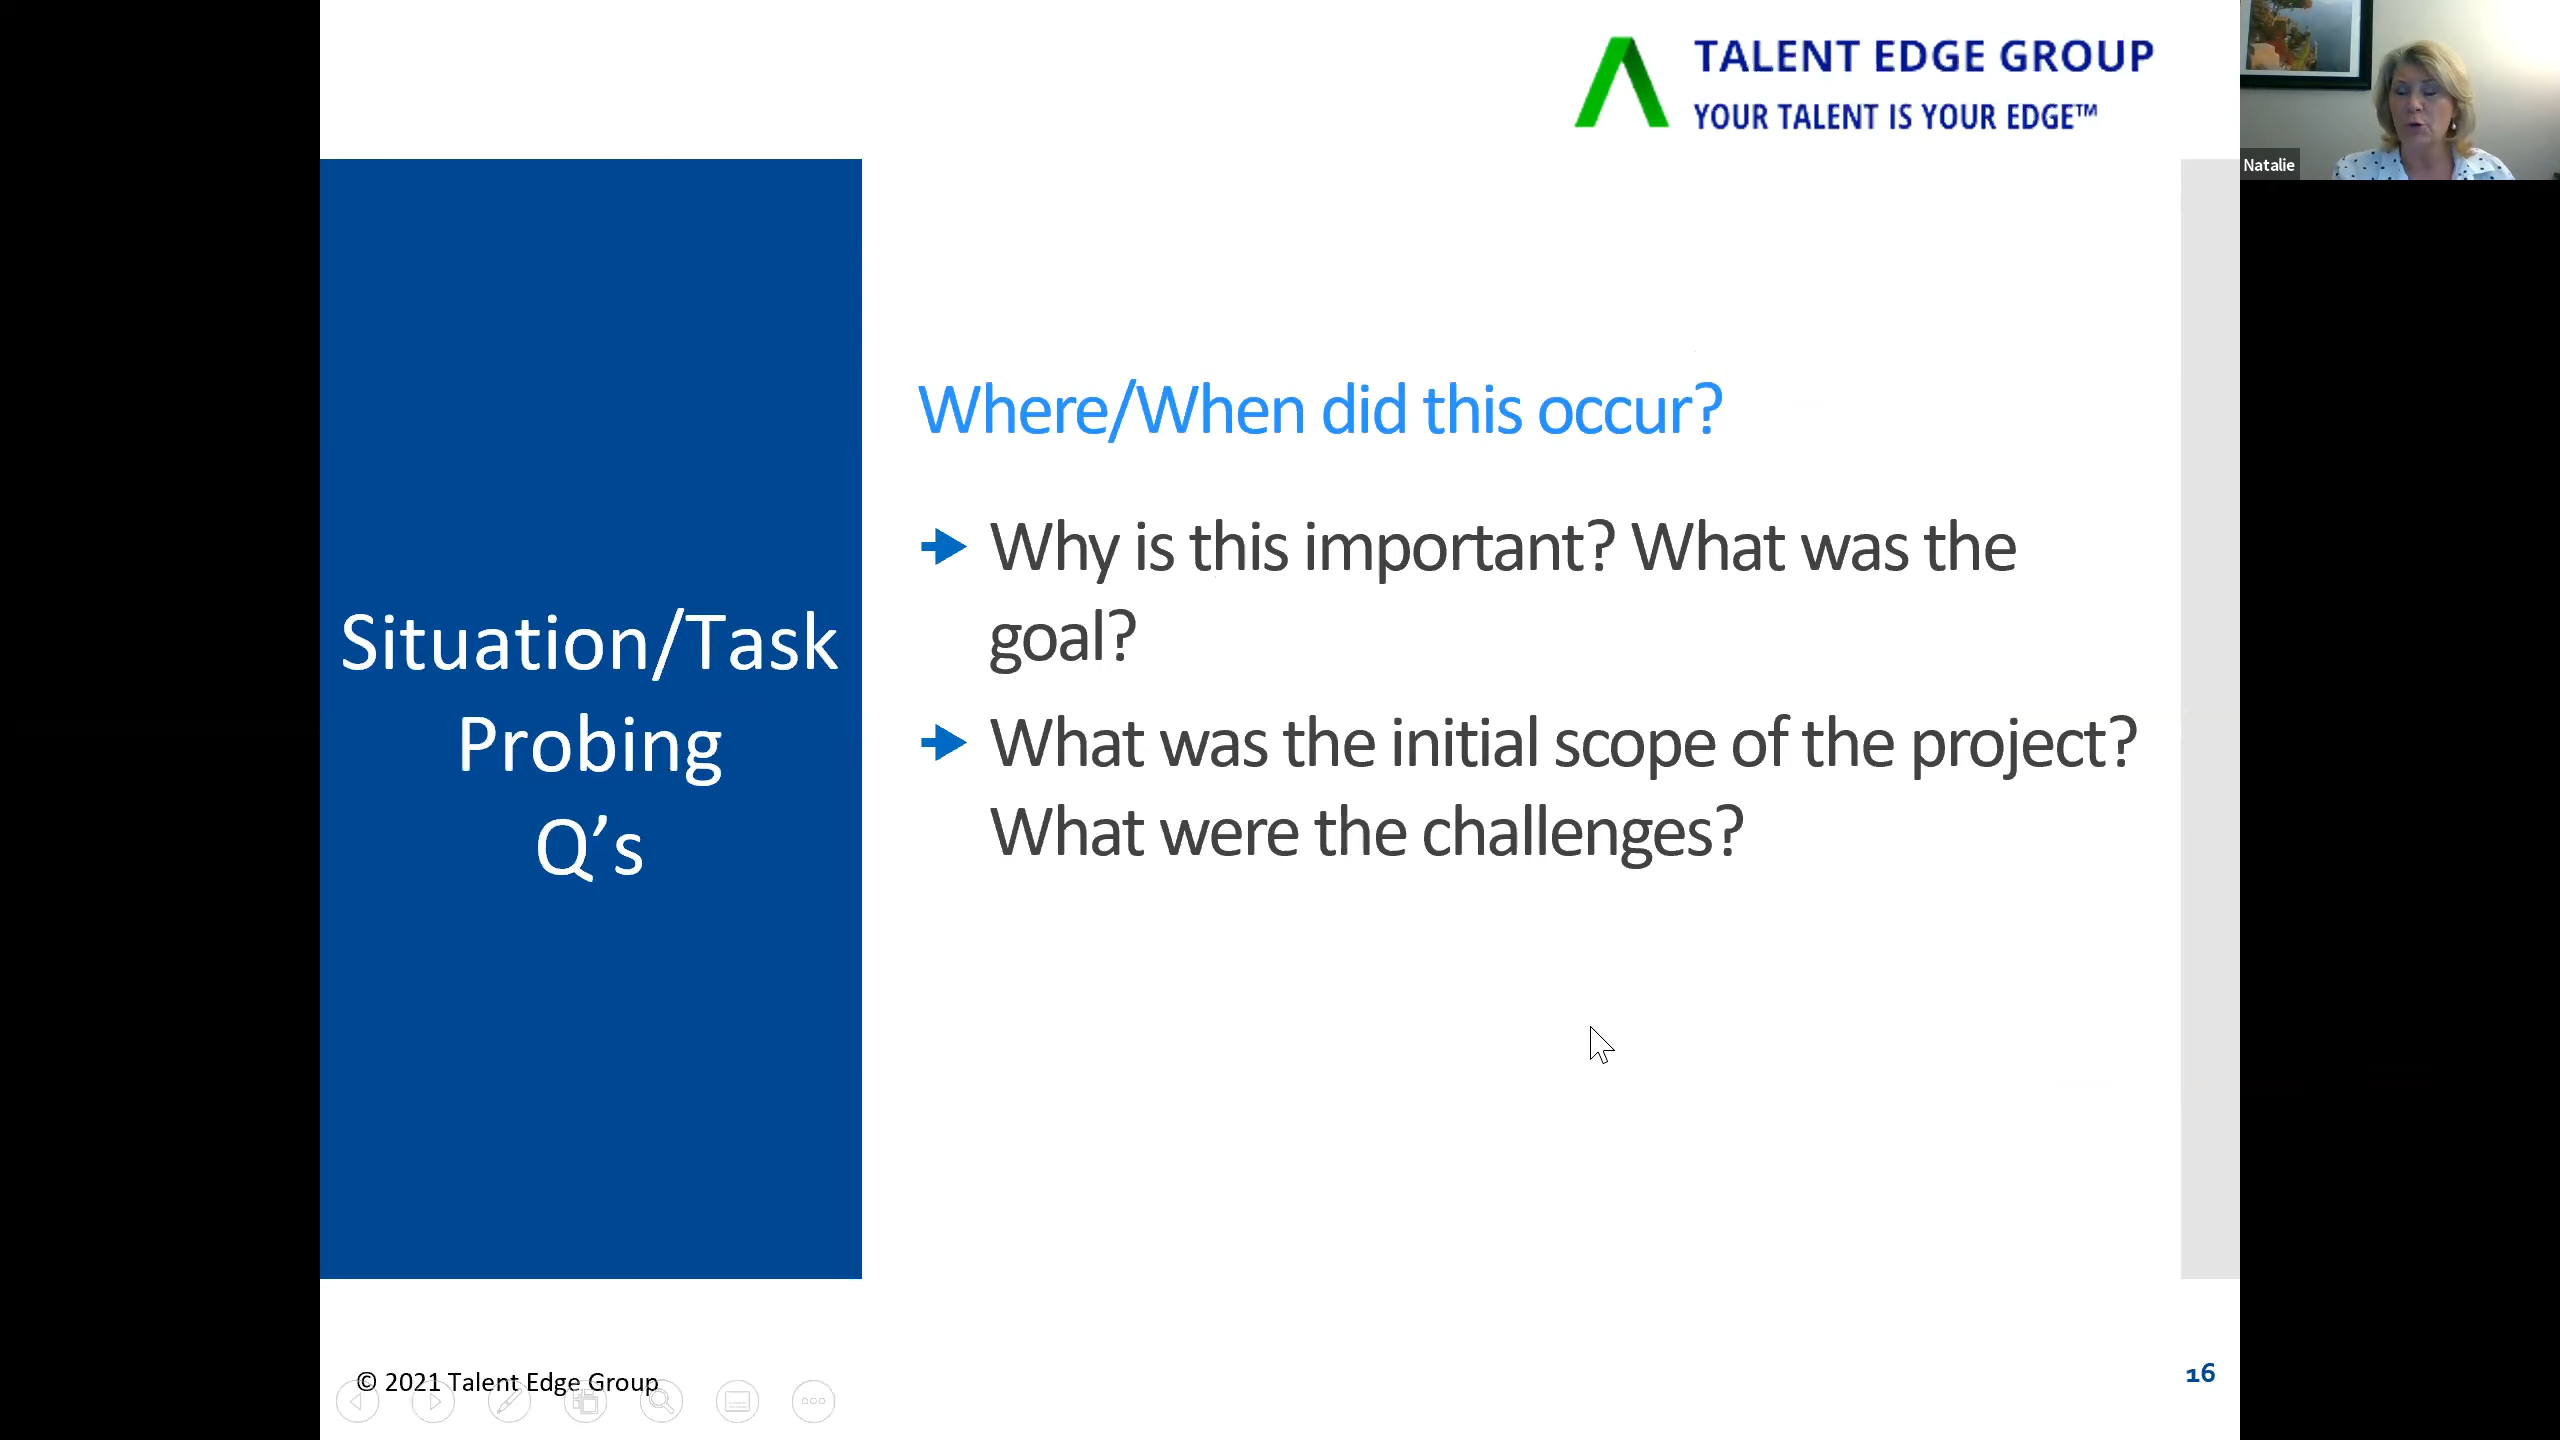 TALENT EDGE GROUP
YOUR TALENT IS YOUR EDGE™
Natalie
Situation/Task
Probing
Q’s
Where/When did this occur?
Why is this important? What was the
goal?
What was the initial scope of the project?
What were the challenges?
© 2021 Talent Edge Group
16